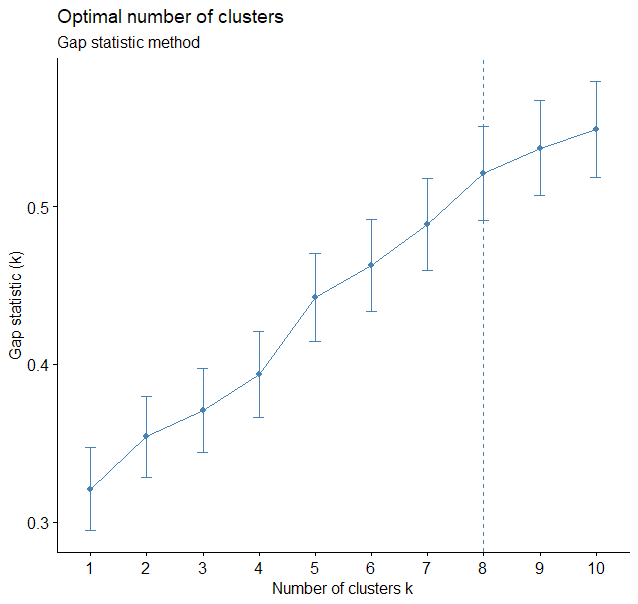 Optimal number of clusters
Gap statistic method
Gap statistic (k)
0.5
0.4
0.3
1 2 3 4 5 6 7 8 9 10
Number of clusters k